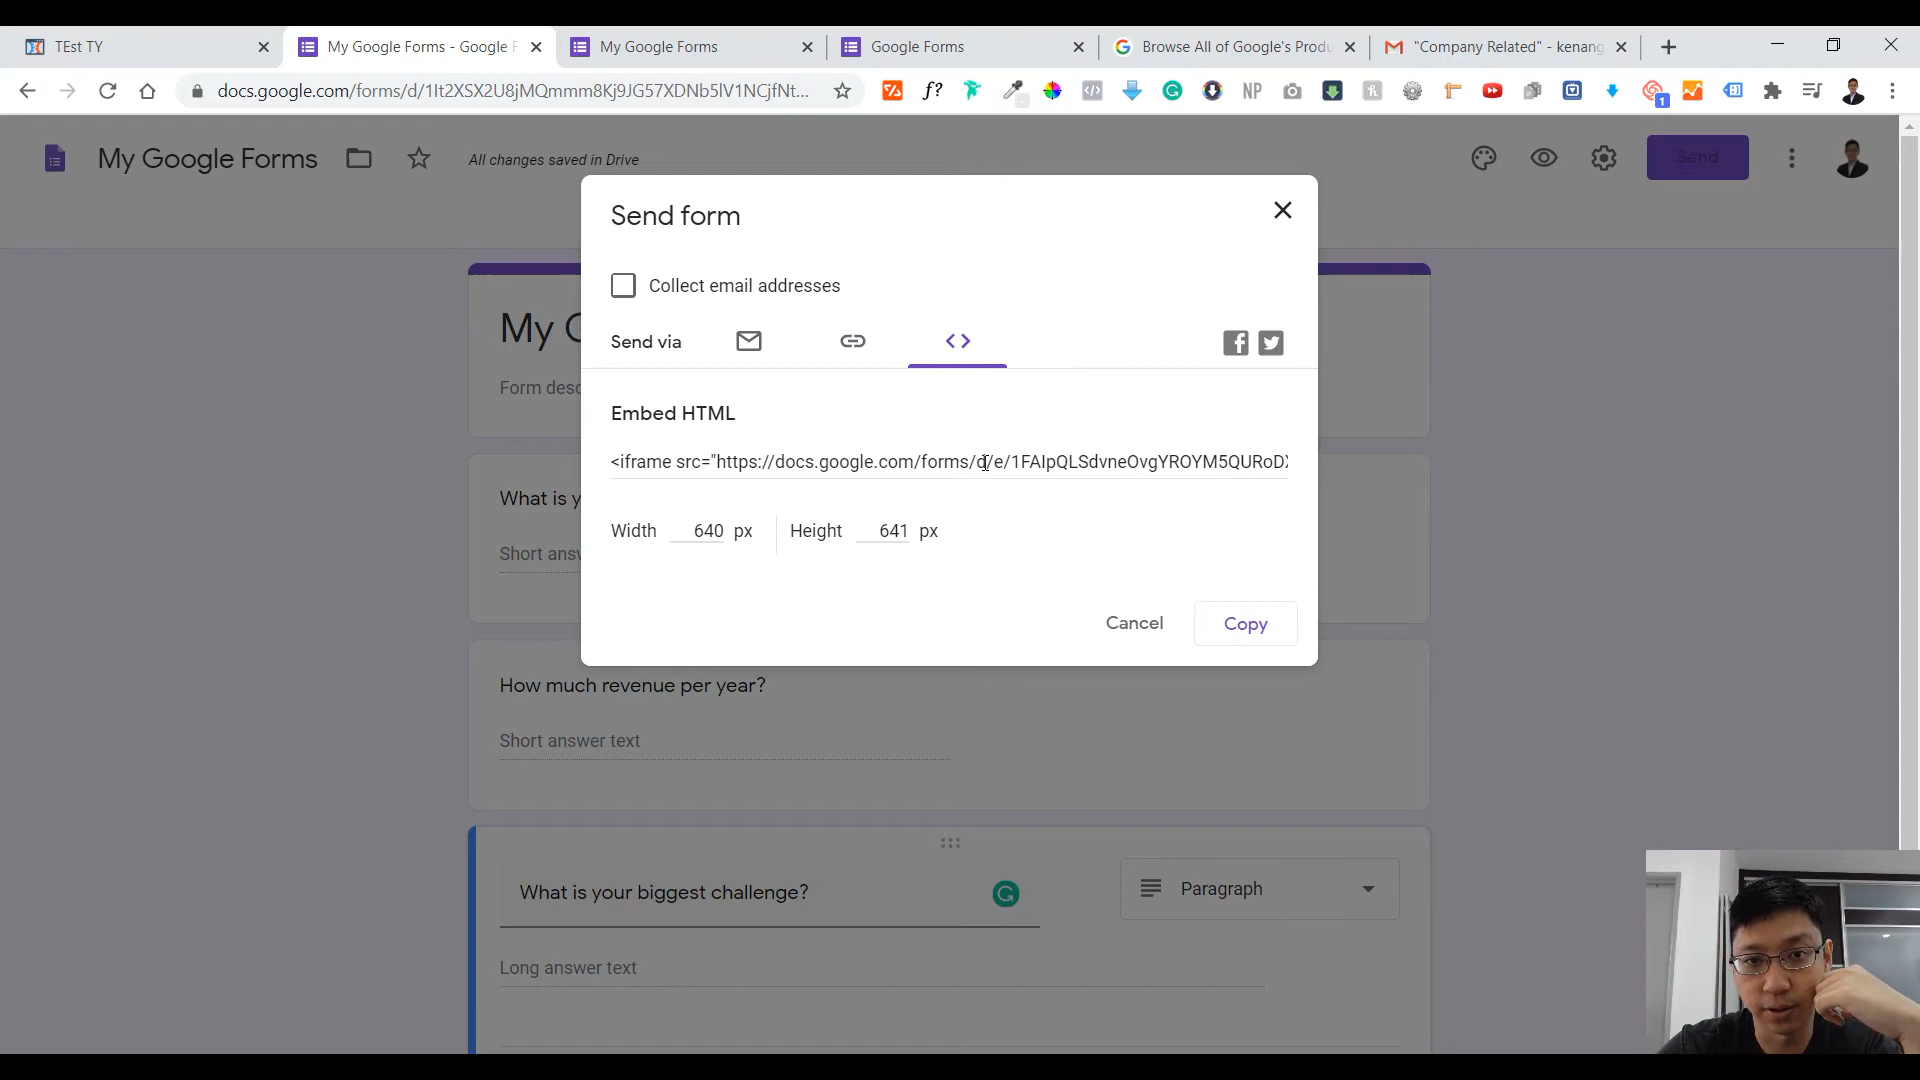 TEst TY
My Google Forms - Google F
My Google Forms
Google Forms
Browse All of Google's Produ
"Company Related" - kenang
docs.google.com/forms/d/1It2XSX2U8jMQmmm8Kj9JG57XDNb5lV1NCjfNt...
f?
NP
1
My Google Forms
All changes saved in Drive
Send
Send form
Collect email addresses
Send via
Embed HTML
<iframe src="https://docs.google.com/forms/d/e/1FAIpQLSdvneOvgYROYM5QURoDX
Width 640 px
Height 641 px
Cancel
Copy
My G
Form desc
What is y
Short answ
How much revenue per year?
Short answer text
What is your biggest challenge?
Paragraph
Long answer text